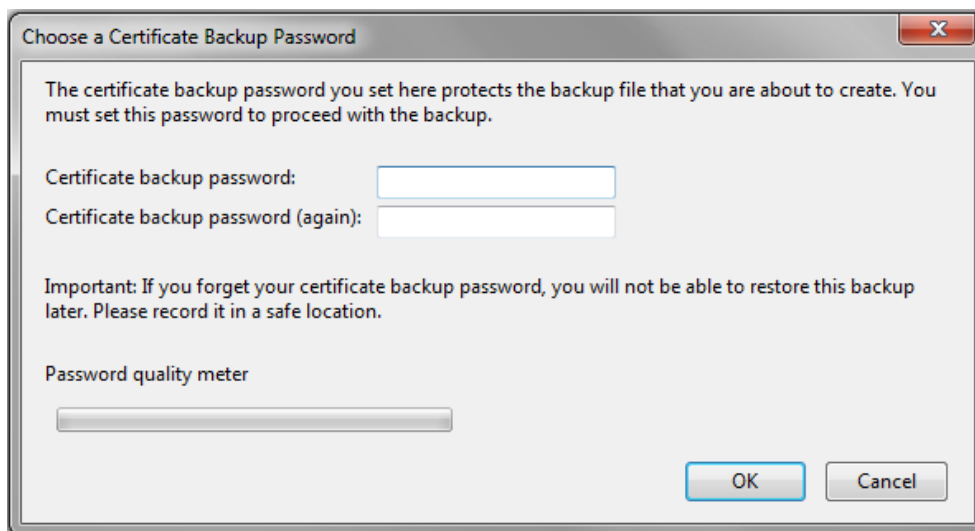 Choose a Certificate Backup Password
The certificate backup password you set here protects the backup file that you are about to create. You
must set this password to proceed with the backup.
Certificate backup password:
Certificate backup password (again):
Important: If you forget your certificate backup password, you will not be able to restore this backup
later. Please record it in a safe location.
Password quality meter
OK Cancel